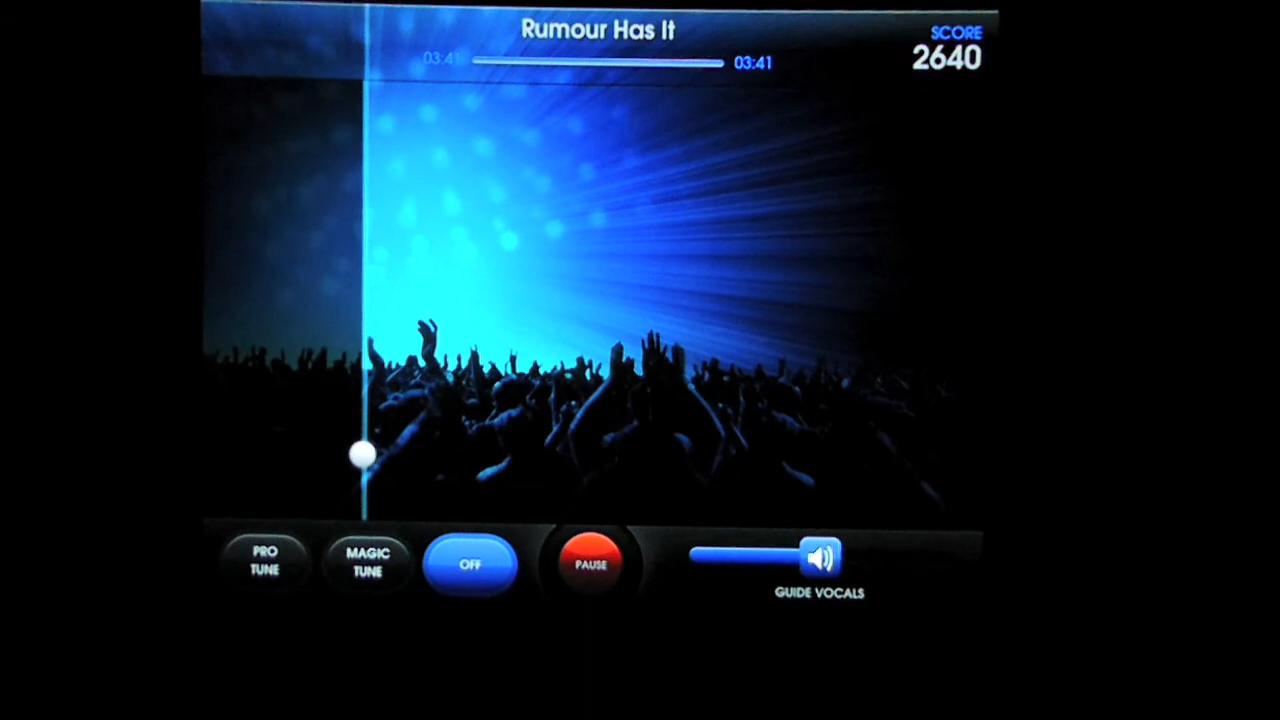 Rumour Has It
SCORE
03:41
03:41
2640
PRO
TUNE
MAGIC
TUNE
OFF
PAUSE
GUIDE VOCALS